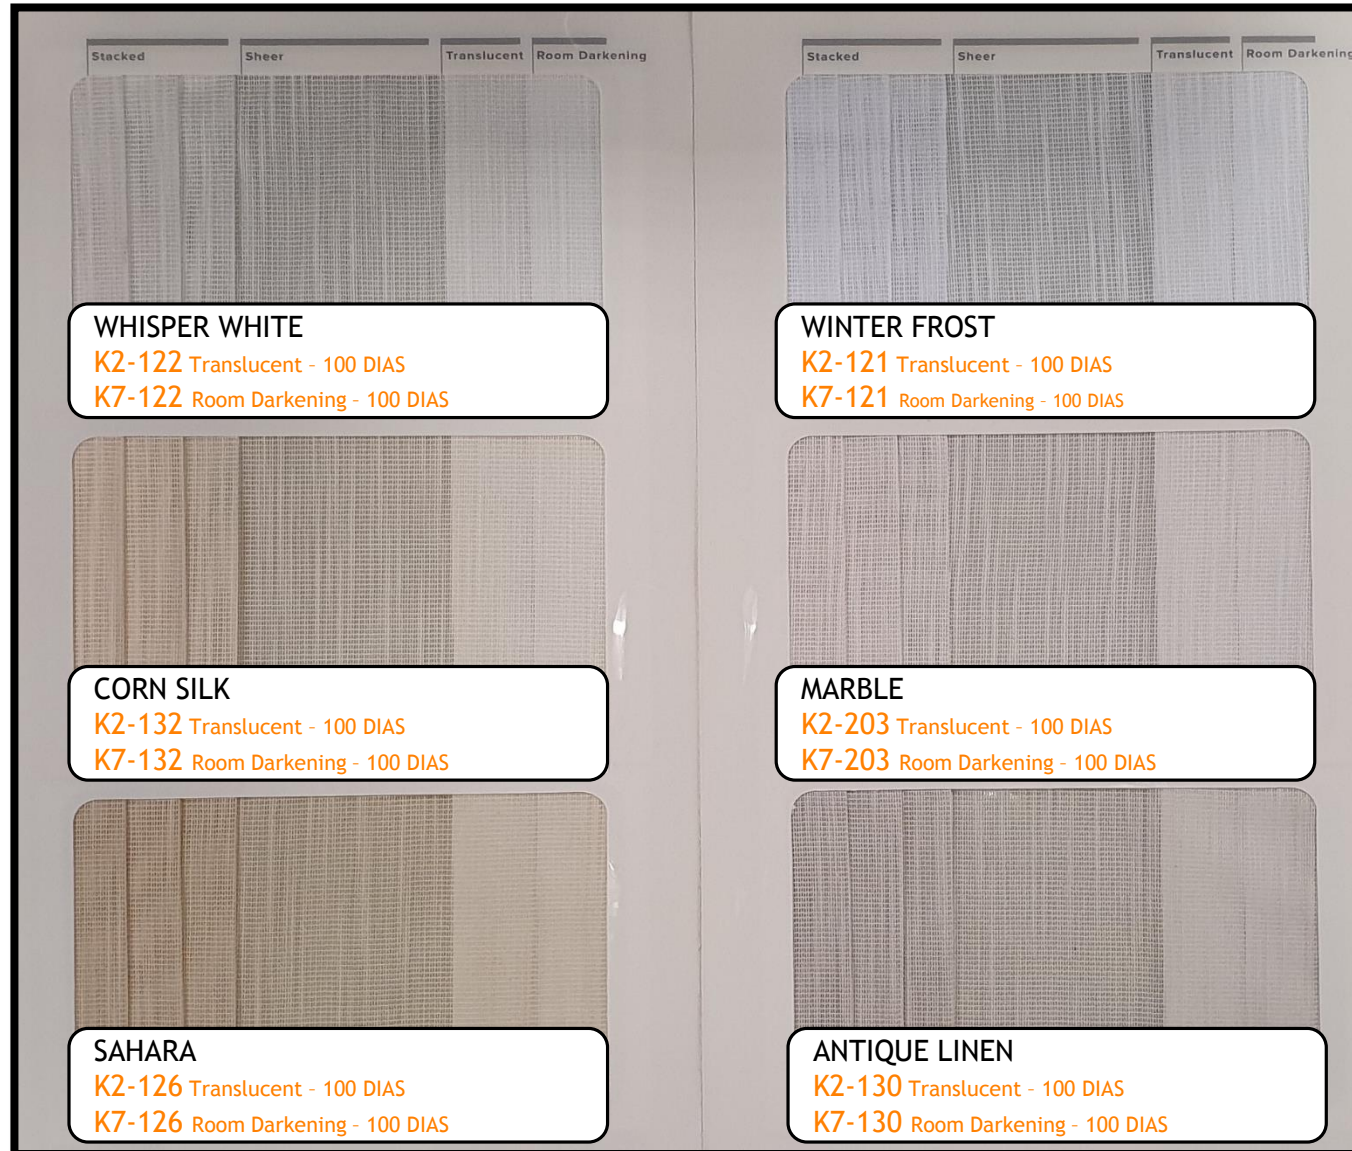 Stacked Sheer Translucent Room Darkening
WHISPER WHITE
K2-122 Translucent – 100 DIAS
K7-122 Room Darkening – 100 DIAS
CORN SILK
K2-132 Translucent – 100 DIAS
K7-132 Room Darkening – 100 DIAS
SAHARA
K2-126 Translucent – 100 DIAS
K7-126 Room Darkening – 100 DIAS
Stacked Sheer Translucent Room Darkening
WINTER FROST
K2-121 Translucent – 100 DIAS
K7-121 Room Darkening – 100 DIAS
MARBLE
K2-203 Translucent – 100 DIAS
K7-203 Room Darkening – 100 DIAS
ANTIQUE LINEN
K2-130 Translucent – 100 DIAS
K7-130 Room Darkening – 100 DIAS